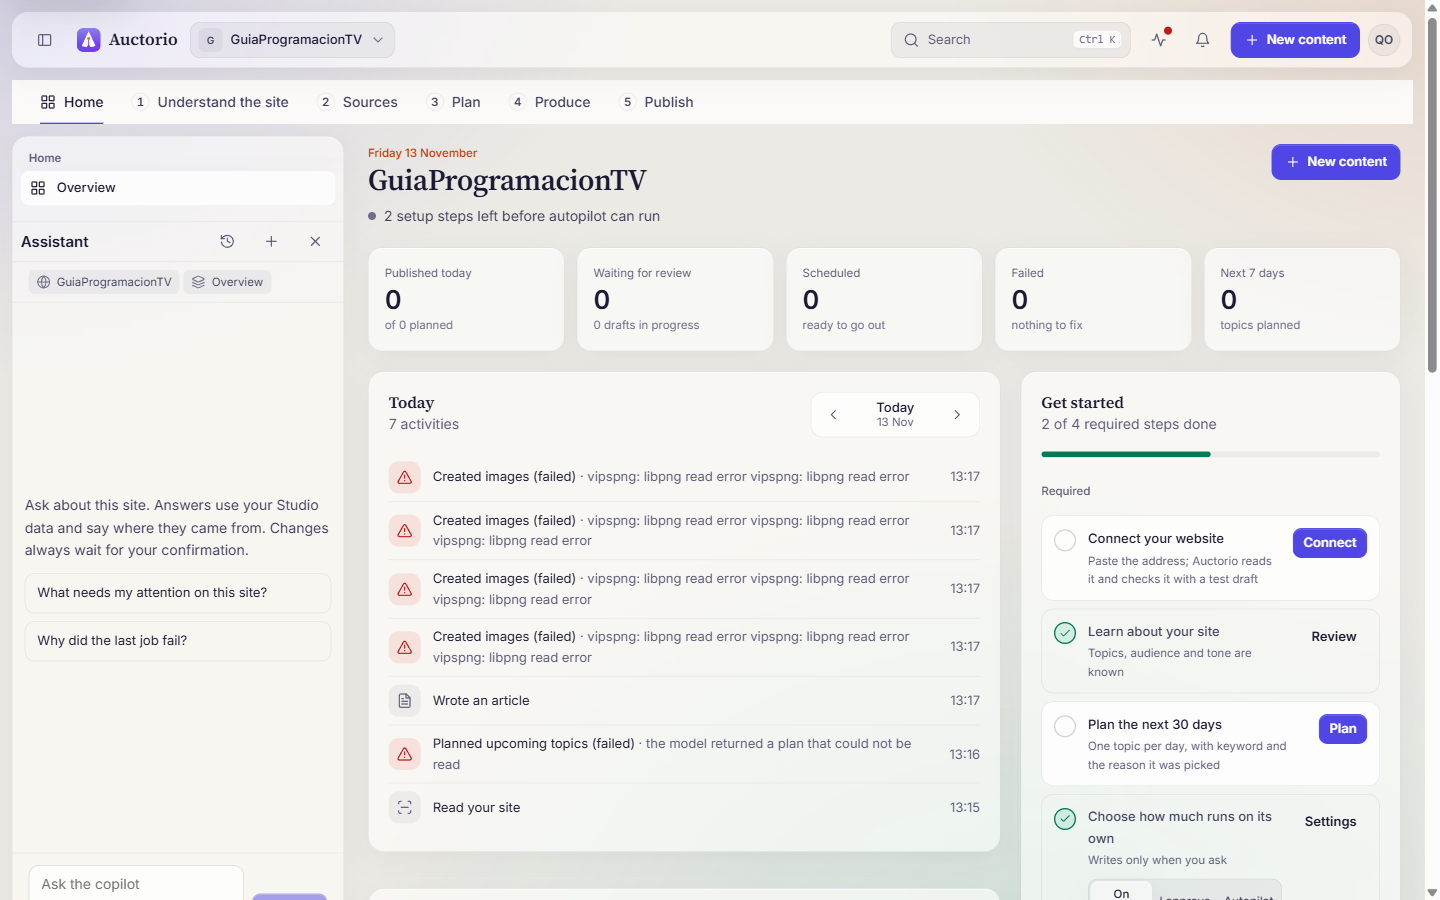 Auctorio
G GuiaProgramacionTV
Search
Ctrl K
New content
QO
Home
1 Understand the site
2 Sources
3 Plan
4 Produce
5 Publish
Home
Overview
Assistant
GuiaProgramacionTV
Overview
Ask about this site. Answers use your Studio
data and say where they came from. Changes
always wait for your confirmation.
What needs my attention on this site?
Why did the last job fail?
Ask the copilot
Friday 13 November
GuiaProgramacionTV
2 setup steps left before autopilot can run
New content
Published today
0
of 0 planned
Waiting for review
0
0 drafts in progress
Scheduled
0
ready to go out
Failed
0
nothing to fix
Next 7 days
0
topics planned
Today
7 activities
Today
13 Nov
Created images (failed) · vipspng: libpng read error vipspng: libpng read error
13:17
Created images (failed) · vipspng: libpng read error vipspng: libpng read error
vipspng: libpng read error
13:17
Created images (failed) · vipspng: libpng read error vipspng: libpng read error
vipspng: libpng read error
13:17
Created images (failed) · vipspng: libpng read error vipspng: libpng read error
vipspng: libpng read error
13:17
Wrote an article
13:17
Planned upcoming topics (failed) · the model returned a plan that could not be
read
13:16
Read your site
13:15
Get started
2 of 4 required steps done
Required
Connect your website
Paste the address; Auctorio reads
it and checks it with a test draft
Connect
Learn about your site
Topics, audience and tone are
known
Review
Plan the next 30 days
One topic per day, with keyword and
the reason it was picked
Plan
Choose how much runs on its
own
Writes only when you ask
Settings
On